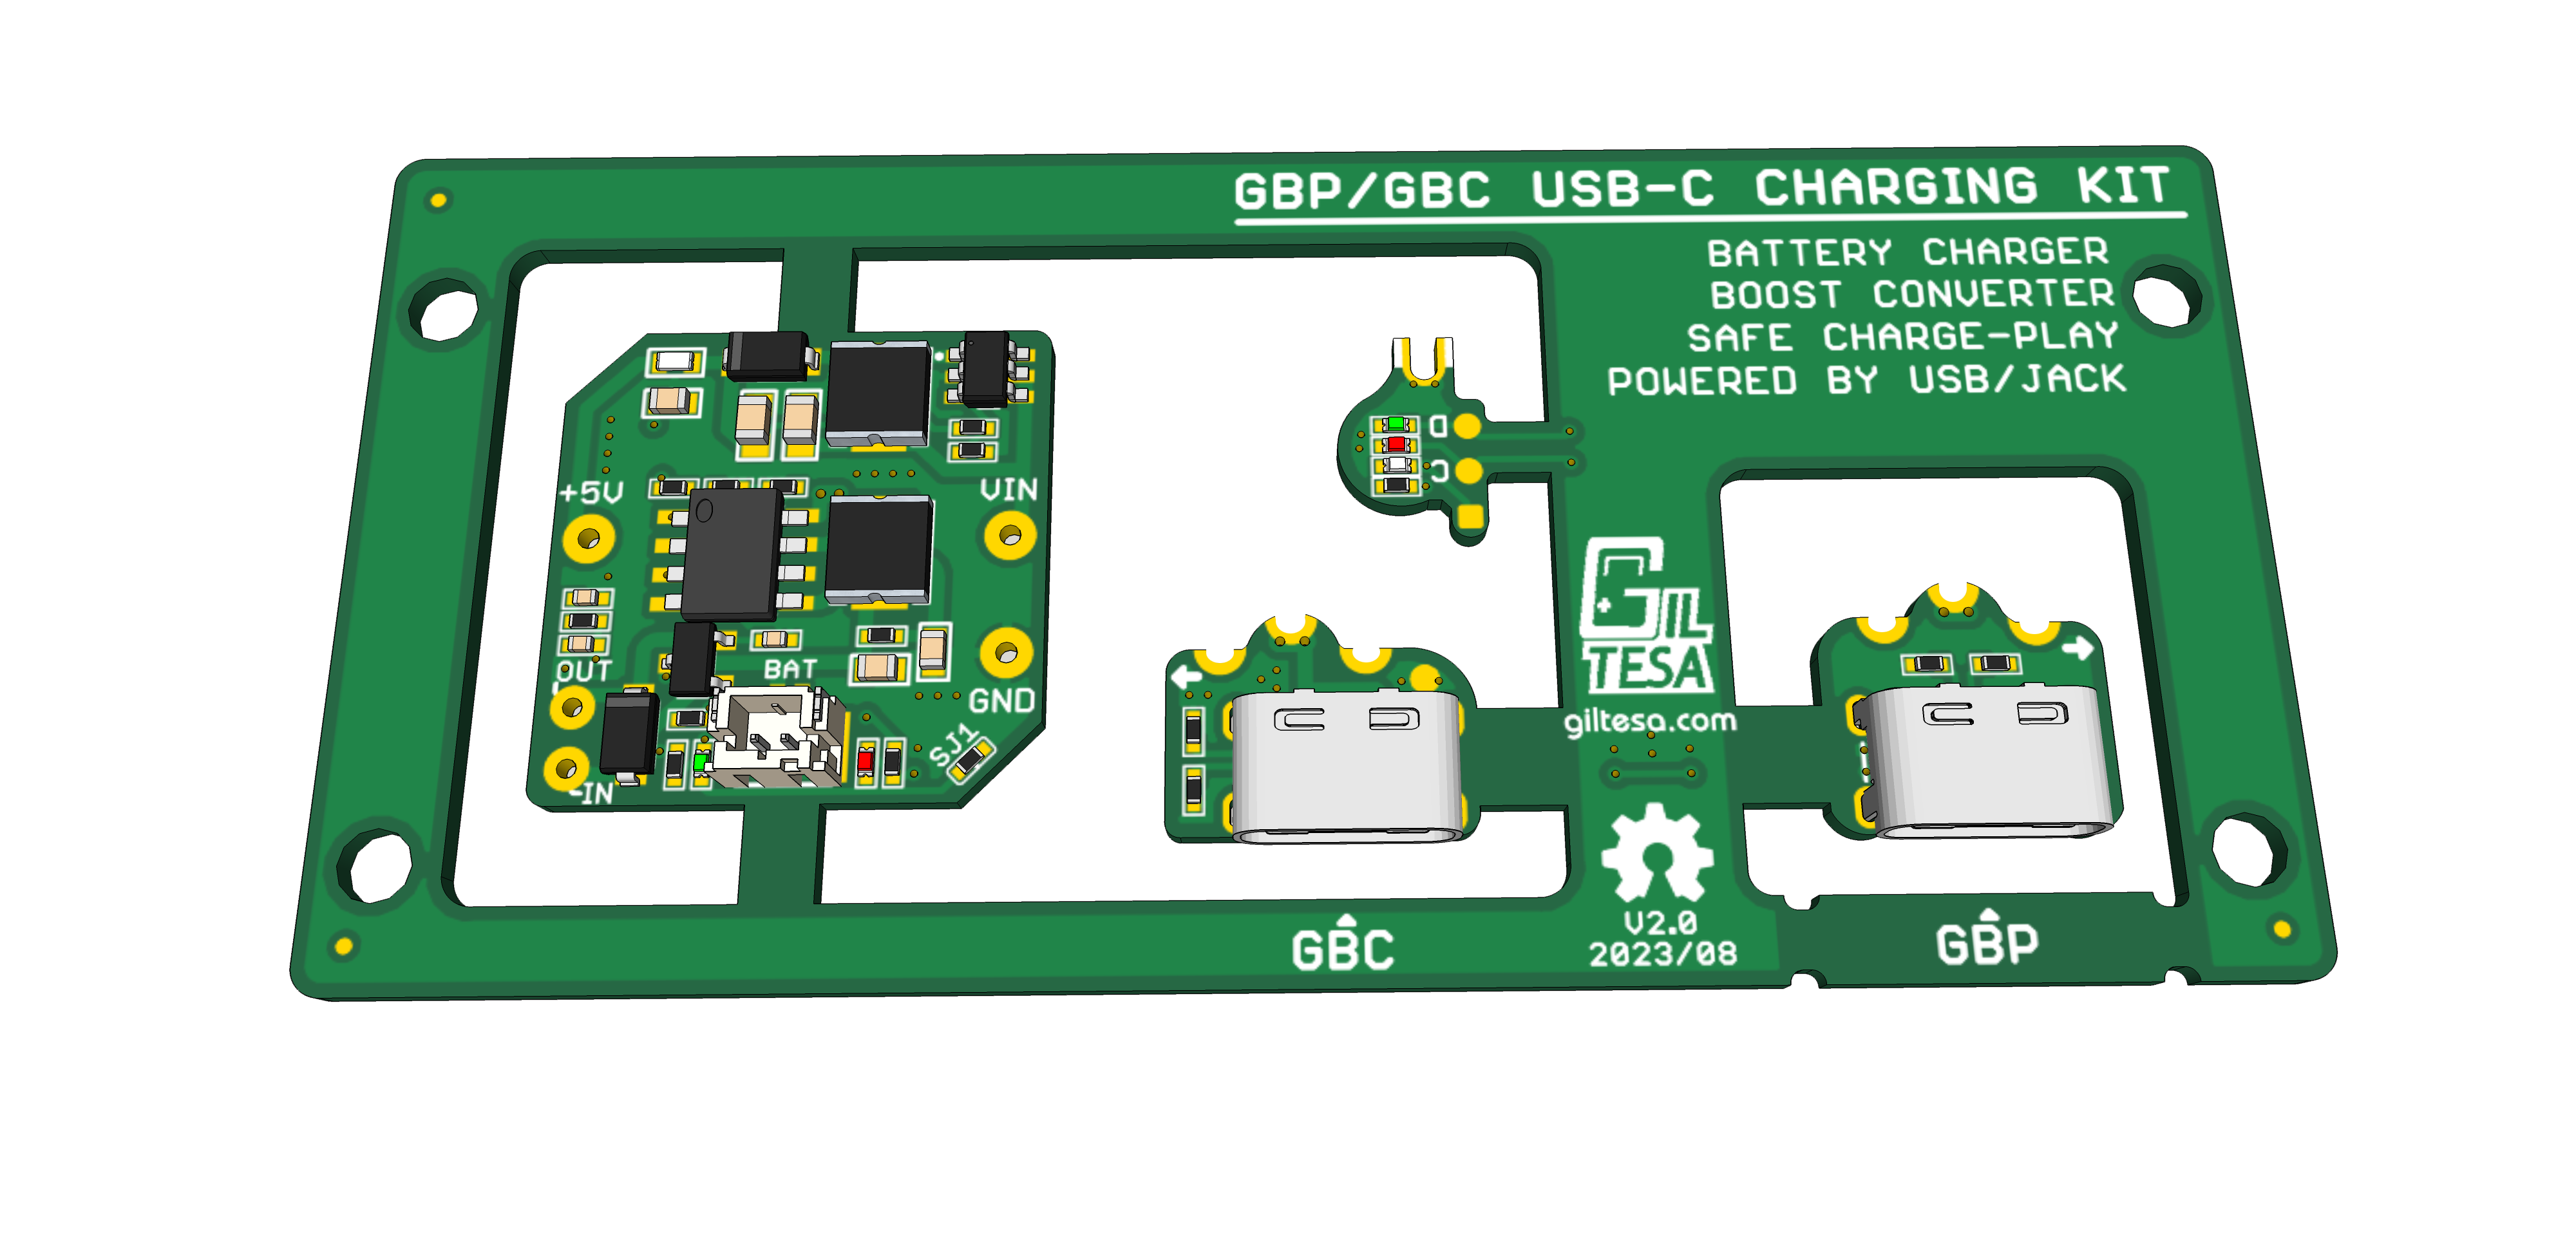 GBP/GBC USB-C CHARGING KIT
BATTERY CHARGER
BOOST CONVERTER
SAFE CHARGE-PLAY
POWERED BY USB/JACK
+5V
VIN
D
C
OUT
BAT
GND
SJ1
-IN
GIL
TESA
giltesa.com
V2.0
2023/08
GBC
GBP